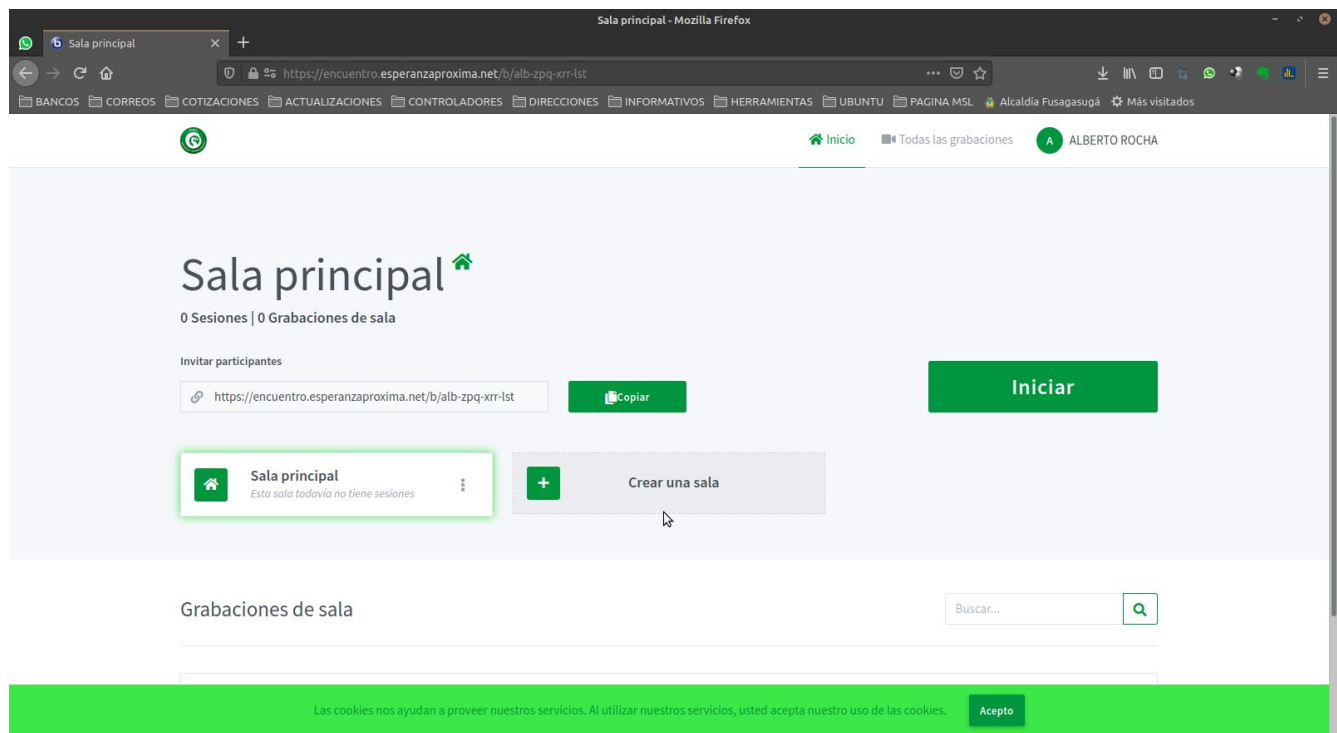 Sala principal - Mozilla Firefox
Sala principal
https://encuentro.esperanzaproxima.net/b/alb-zpq-xrr-lst
BANCOS CORREOS COTIZACIONES ACTUALIZACIONES CONTROLADORES DIRECCIONES INFORMATIVOS HERRAMIENTAS UBUNTU PAGINA MSL Alcaldía Fusagasugá Más visitados
Inicio Todas las grabaciones A ALBERTO ROCHA
Sala principal
0 Sesiones | 0 Grabaciones de sala
Invitar participantes
https://encuentro.esperanzaproxima.net/b/alb-zpq-xrr-lst Copiar Iniciar
Sala principal
Esta sala todavía no tiene sesiones
Crear una sala
Grabaciones de sala Buscar...
Las cookies nos ayudan a proveer nuestros servicios. Al utilizar nuestros servicios, usted acepta nuestro uso de las cookies. Acepto